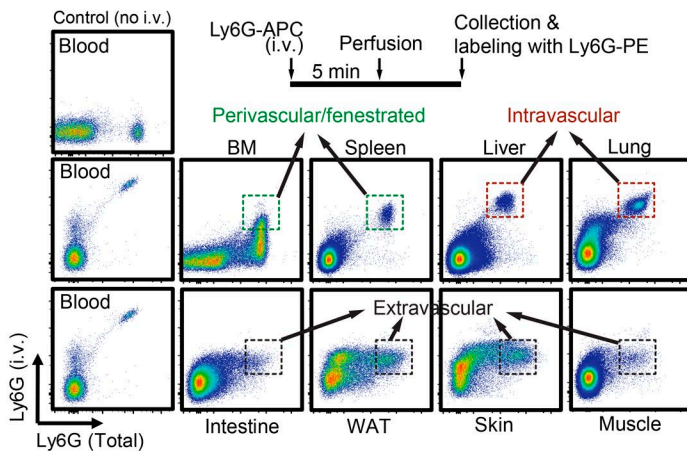 Control (no i.v.)
Blood
Ly6G-APC
(i.v.)
Perfusion
Collection &
labeling with Ly6G-PE
5 min
Perivascular/fenestrated
Intravascular
BM
Spleen
Liver
Lung
Blood
Blood
Extravascular
Ly6G
(i.v.)
Ly6G (Total)
Intestine
WAT
Skin
Muscle